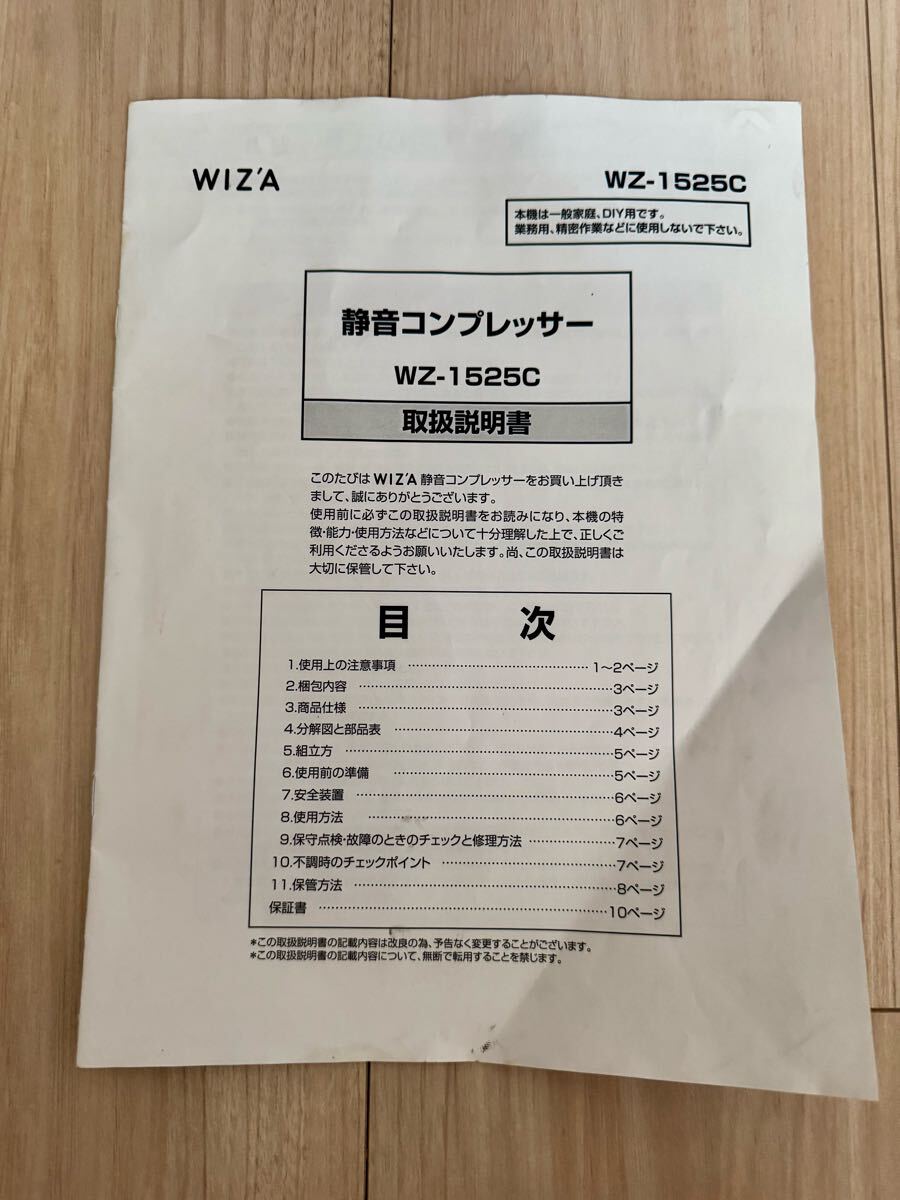 WIZ'A
WZ-1525C
本機は一般家庭、DIY用です。
業務用、精密作業などに使用しないで下さい。
静音コンプレッサー
WZ-1525C
取扱説明書
このたびは WIZ'A 静音コンプレッサーをお買い上げ頂き
まして、誠にありがとうございます。
使用前に必ずこの取扱説明書をお読みになり、本機の特
徴・能力・使用方法などについて十分理解した上で、正しくご
利用くださるようお願いいたします。尚、この取扱説明書は
大切に保管して下さい。
目 次
1.使用上の注意事項 ………………………… 1～2ページ
2.梱包内容 ………………………… 3ページ
3.商品仕様 ………………………… 3ページ
4.分解図と部品表 ………………………… 4ページ
5.組立方 ………………………… 5ページ
6.使用前の準備 ………………………… 5ページ
7.安全装置 ………………………… 6ページ
8.使用方法 ………………………… 6ページ
9.保守点検・故障のときのチェックと修理方法 ………… 7ページ
10.不調時のチェックポイント ………………………… 7ページ
11.保管方法 ………………………… 8ページ
保証書 ………………………… 10ページ
*この取扱説明書の記載内容は改良の為、予告なく変更することがございます。
*この取扱説明書の記載内容について、無断で転用することを禁じます。